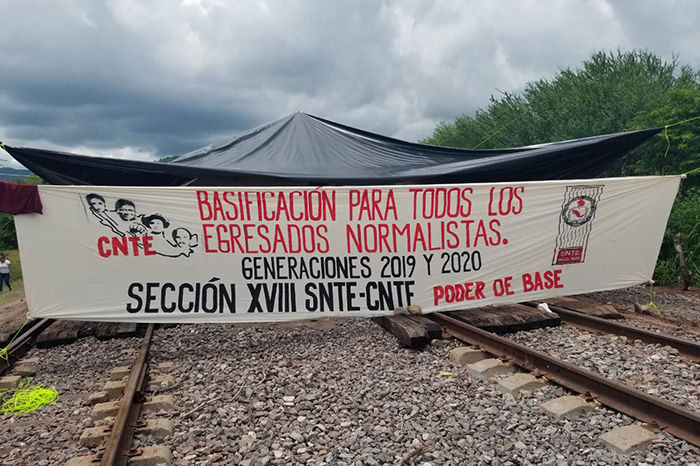 BASIFICACIÓN PARA TODOS LOS
EGRESADOS NORMALISTAS.
GENERACIONES 2019 Y 2020
SECCIÓN XVIII SNTE-CNTE
PODER DE BASE
CNTE
SNTE